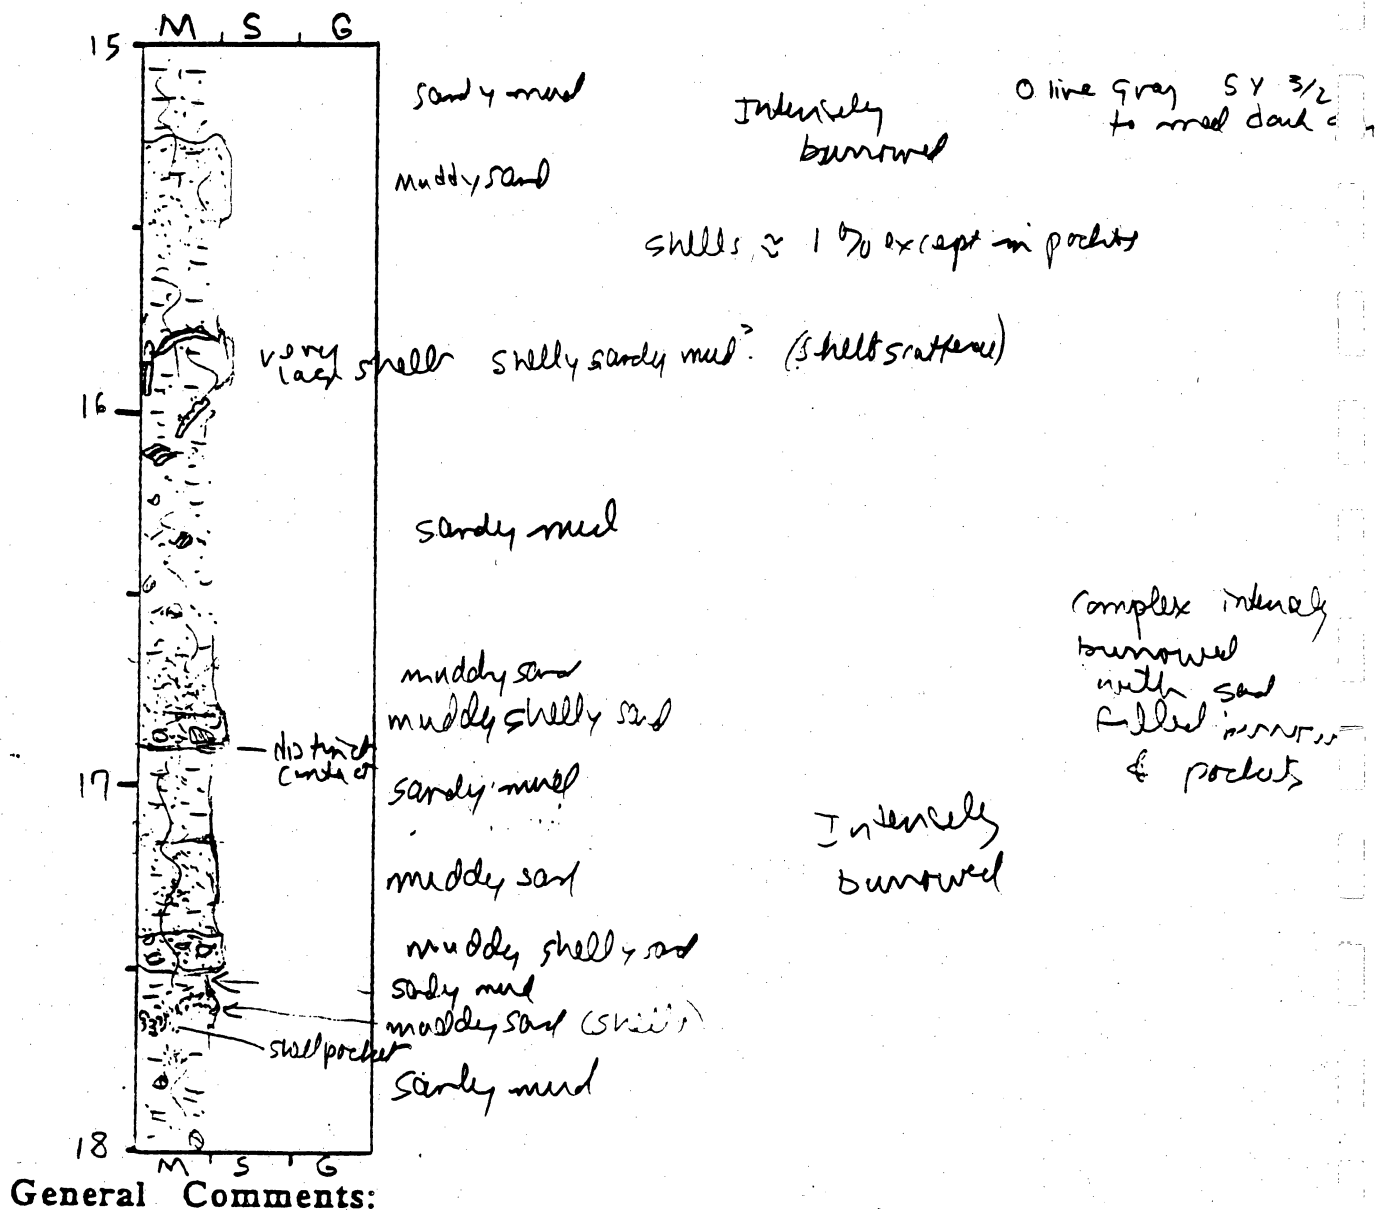 M S G
15
sandy mud
Intensively
burrowed
Olive Gray 5Y 3/2
to med dark
muddy sand
shells ≈ 1% except in pockets
very
large shell
shelly sandy mud? (shells scattered)
16
sandy mud
Complex intensely
burrowed
with sand
filled burrows
& pockets
muddy sand
muddy shelly sand
distinct
contact
17
sandy mud
Intensely
burrowed
muddy sand
muddy shelly sand
sandy mud
muddy sand (shells)
shell pocket
sandy mud
18
M S G
General Comments: